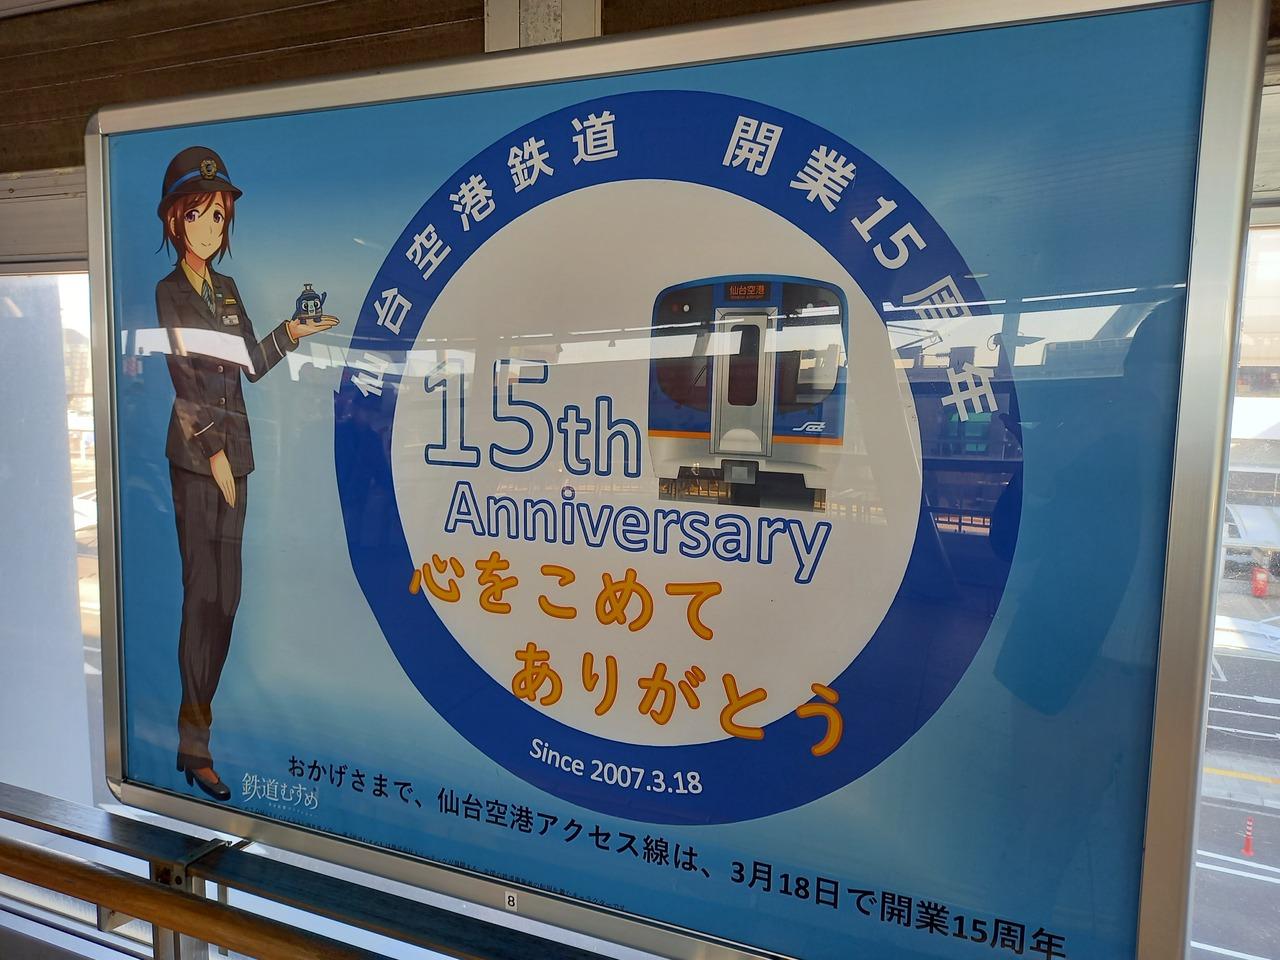 仙台空港鉄道 開業15周年
仙台空港
15th
Anniversary
心をこめて
ありがとう
Since 2007.3.18
鉄道むすめ
おかげさまで、仙台空港アクセス線は、3月18日で開業15周年
8